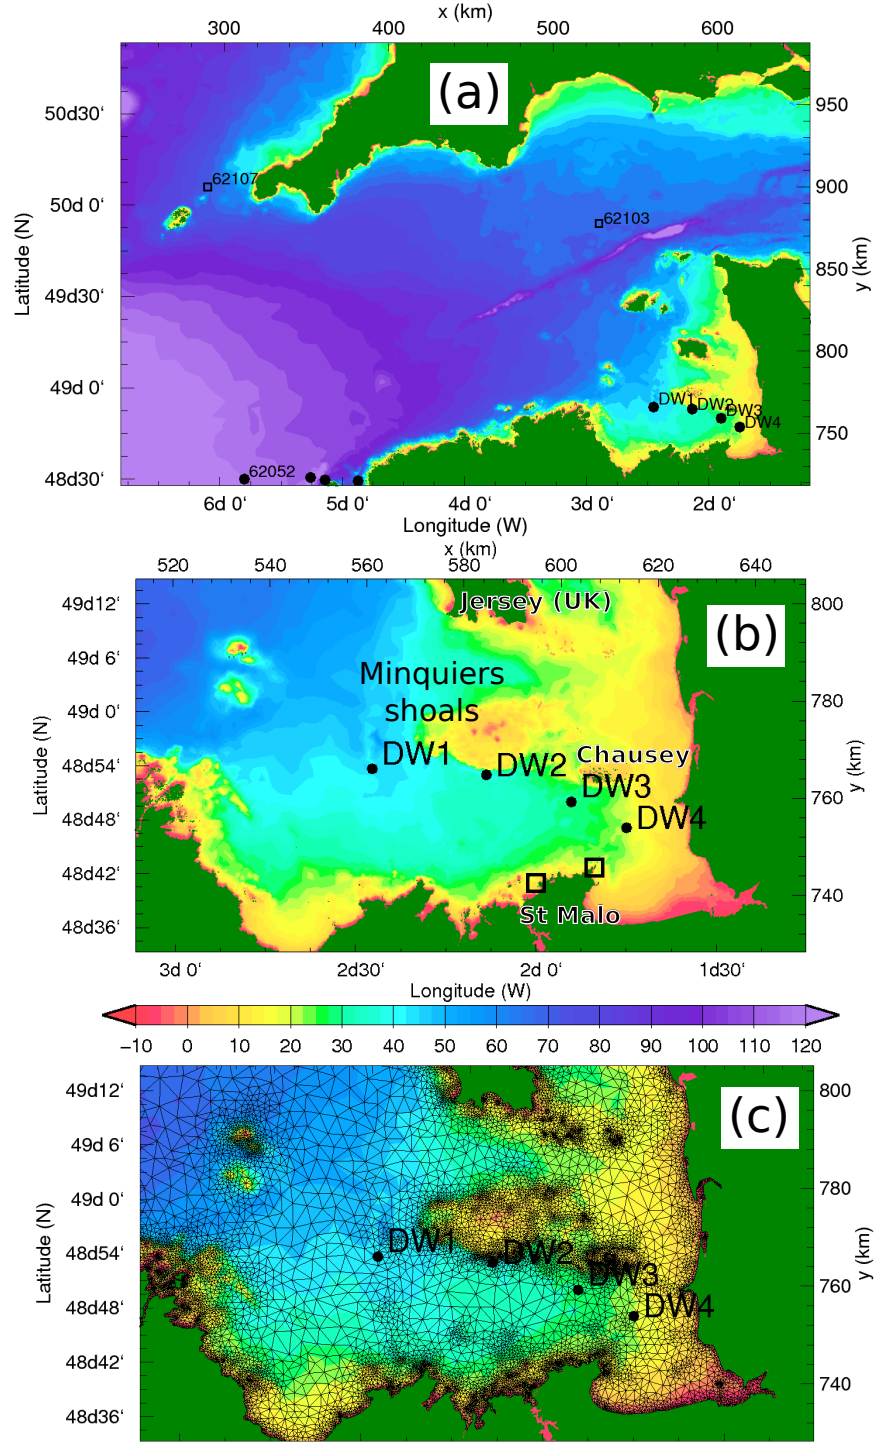 x (km)
300 400 500 600
(a)
50d30‘
50d 0‘
49d30‘
49d 0‘
48d30‘
Latitude (N)
950
900
850
800
750
y (km)
62107
62103
DW1
DW2
DW3
DW4
62052
6d 0‘ 5d 0‘ 4d 0‘ 3d 0‘ 2d 0‘
Longitude (W)
x (km)
520 540 560 580 600 620 640
(b)
49d12‘
49d 6‘
49d 0‘
48d54‘
48d48‘
48d42‘
48d36‘
Latitude (N)
800
780
760
740
y (km)
Jersey (UK)
Minquiers
shoals
DW1
DW2
Chausey
DW3
DW4
St Malo
3d 0‘ 2d30‘ 2d 0‘ 1d30‘
Longitude (W)
−10 0 10 20 30 40 50 60 70 80 90 100 110 120
(c)
49d12‘
49d 6‘
49d 0‘
48d54‘
48d48‘
48d42‘
48d36‘
Latitude (N)
800
780
760
740
y (km)
DW1
DW2
DW3
DW4